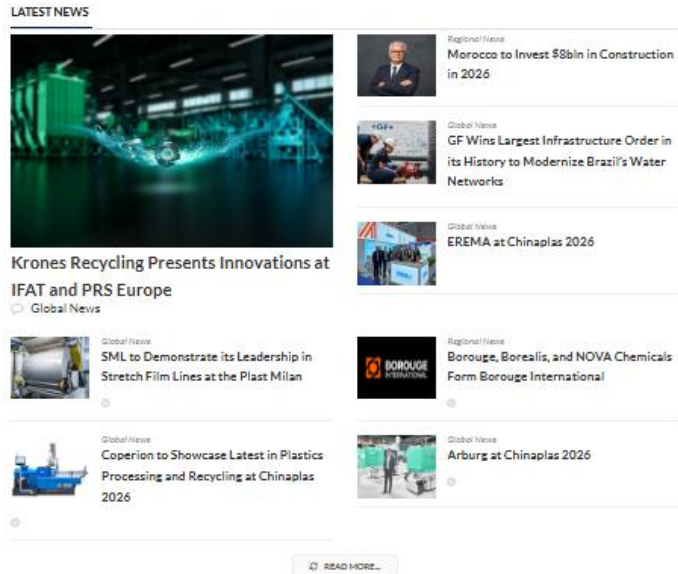 LATEST NEWS
Krones Recycling Presents Innovations at
IFAT and PRS Europe
Global News
Global News
SML to Demonstrate its Leadership in
Stretch Film Lines at the Plast Milan
Global News
Coperion to Showcase Latest in Plastics
Processing and Recycling at Chinaplas
2026
Regional News
Morocco to Invest $8bln in Construction
in 2026
+GF+
Global News
GF Wins Largest Infrastructure Order in
its History to Modernize Brazil's Water
Networks
Global News
EREMA at Chinaplas 2026
BOROUGE
INTERNATIONAL
Regional News
Borouge, Borealis, and NOVA Chemicals
Form Borouge International
Global News
Arburg at Chinaplas 2026
READ MORE...